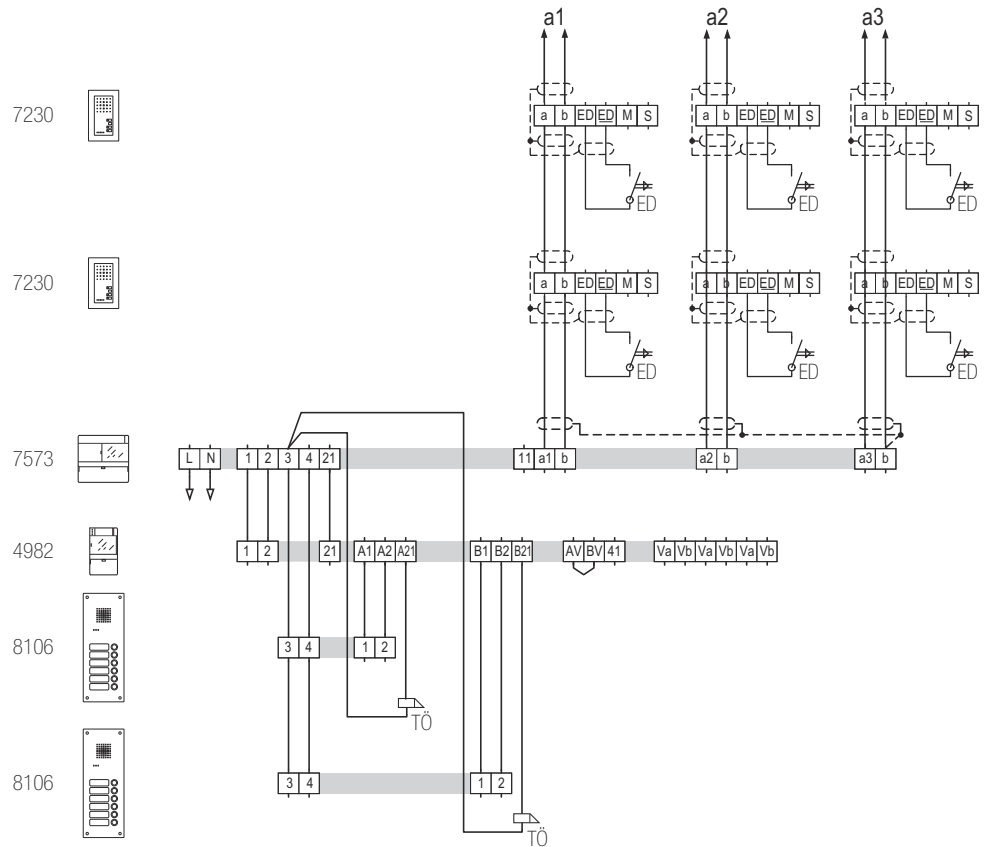 a1 a2 a3
7230
a b ED ED M S a b ED ED M S a b ED ED M S
ED ED ED
7230
a b ED ED M S a b ED ED M S a b ED ED M S
ED ED ED
7573
L N 1 2 3 4 21 11 a1 b a2 b a3 b
4982
1 2 21 A1 A2 A21 B1 B2 B21 AV BV 41 Va Vb Va Vb Va Vb
8106
3 4 1 2
TÖ
8106
3 4 1 2
TÖ